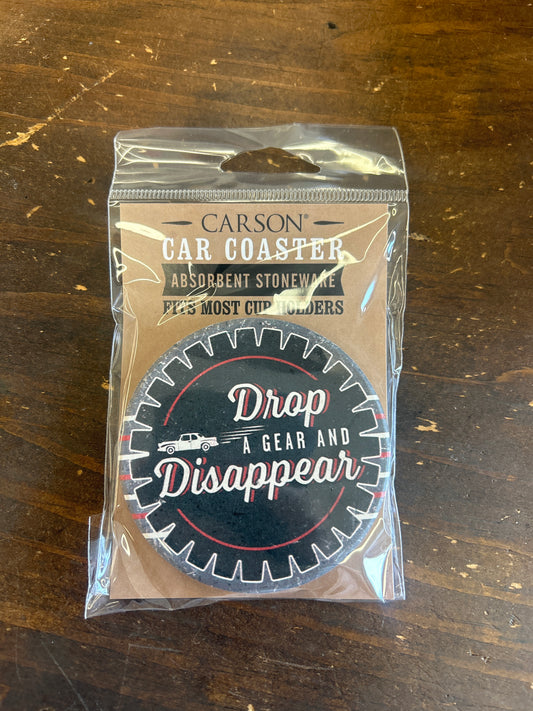 CARSON®
CAR COASTER
ABSORBENT STONEWARE
FITS MOST CUP HOLDERS
Drop
A GEAR AND
Disappear